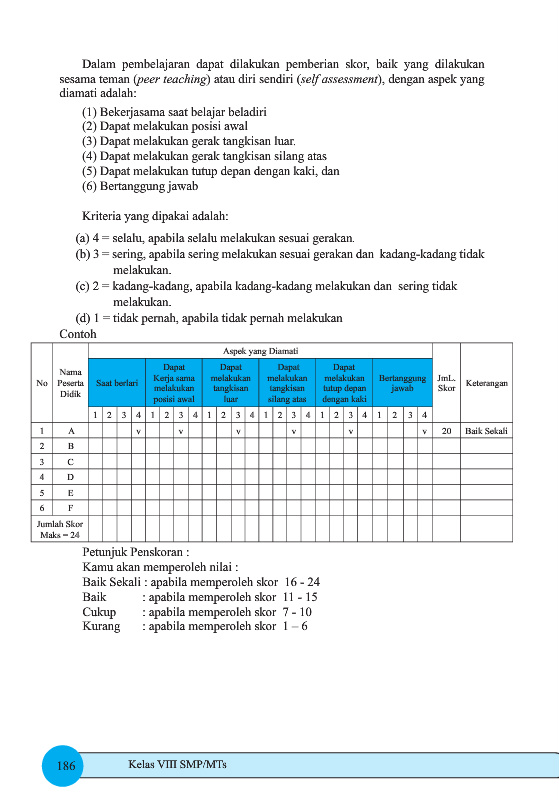 Dalam pembelajaran dapat dilakukan pemberian skor, baik yang dilakukan
sesama teman (peer teaching) atau diri sendiri (self assessment), dengan aspek yang
diamati adalah:
(1) Bekerjasama saat belajar beladiri
(2) Dapat melakukan posisi awal
(3) Dapat melakukan gerak tangkisan luar.
(4) Dapat melakukan gerak tangkisan silang atas
(5) Dapat melakukan tutup depan dengan kaki, dan
(6) Bertanggung jawab
Kriteria yang dipakai adalah:
(a) 4 = selalu, apabila selalu melakukan sesuai gerakan.
(b) 3 = sering, apabila sering melakukan sesuai gerakan dan kadang-kadang tidak
melakukan.
(c) 2 = kadang-kadang, apabila kadang-kadang melakukan dan sering tidak
melakukan.
(d) 1 = tidak pernah, apabila tidak pernah melakukan
Contoh
No
Nama
Peserta
Didik
Aspek yang Diamati
Saat berlari
Dapat
Kerja sama
melakukan
posisi awal
Dapat
melakukan
tangkisan
luar
Dapat
melakukan
tangkisan
silang atas
Dapat
melakukan
tutup depan
dengan kaki
Bertanggung
jawab
JmL.
Skor
Keterangan
1 2 3 4 1 2 3 4 1 2 3 4 1 2 3 4 1 2 3 4 1 2 3 4
1 A v v v v v v 20 Baik Sekali
2 B
3 C
4 D
5 E
6 F
Jumlah Skor
Maks = 24
Petunjuk Penskoran :
Kamu akan memperoleh nilai :
Baik Sekali : apabila memperoleh skor 16 - 24
Baik : apabila memperoleh skor 11 - 15
Cukup : apabila memperoleh skor 7 - 10
Kurang : apabila memperoleh skor 1 – 6
186 Kelas VIII SMP/MTs